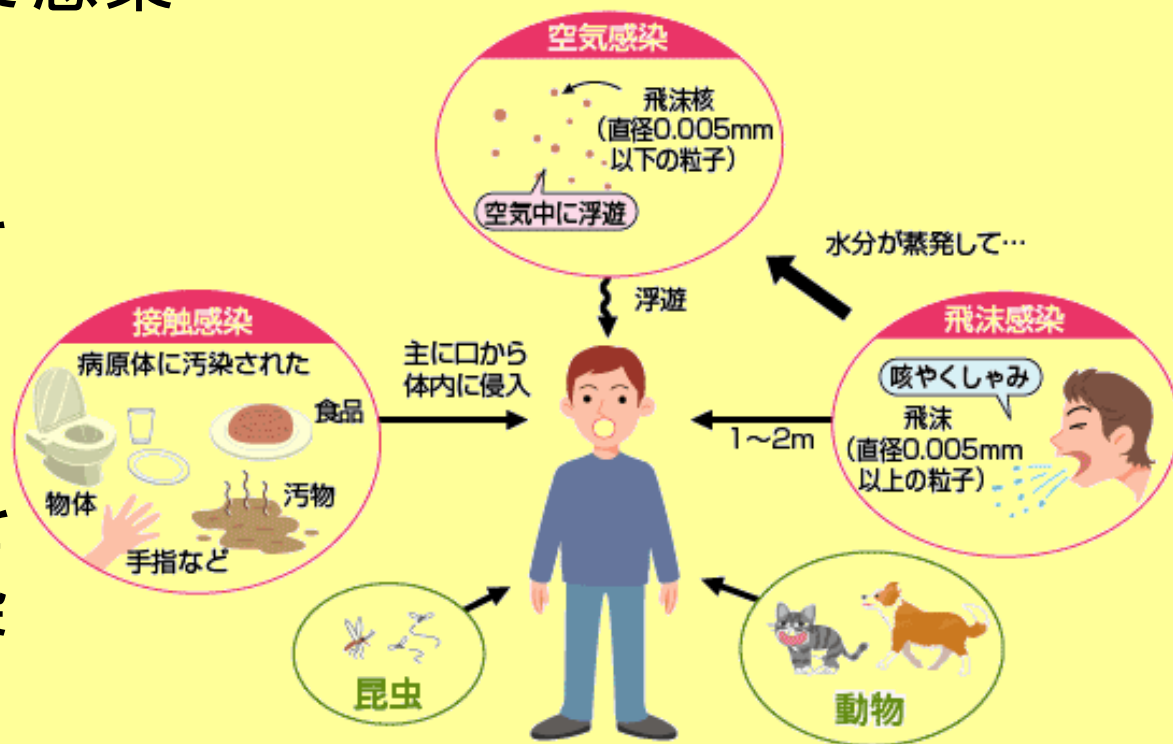 感染
空気感染
飛沫核
(直径0.005mm
以下の粒子)
空気中に浮遊
水分が蒸発して…
浮遊
接触感染
病原体に汚染された
食品
物体
汚物
手指など
主に口から
体内に侵入
飛沫感染
咳やくしゃみ
飛沫
(直径0.005mm
以上の粒子)
1～2m
昆虫
動物